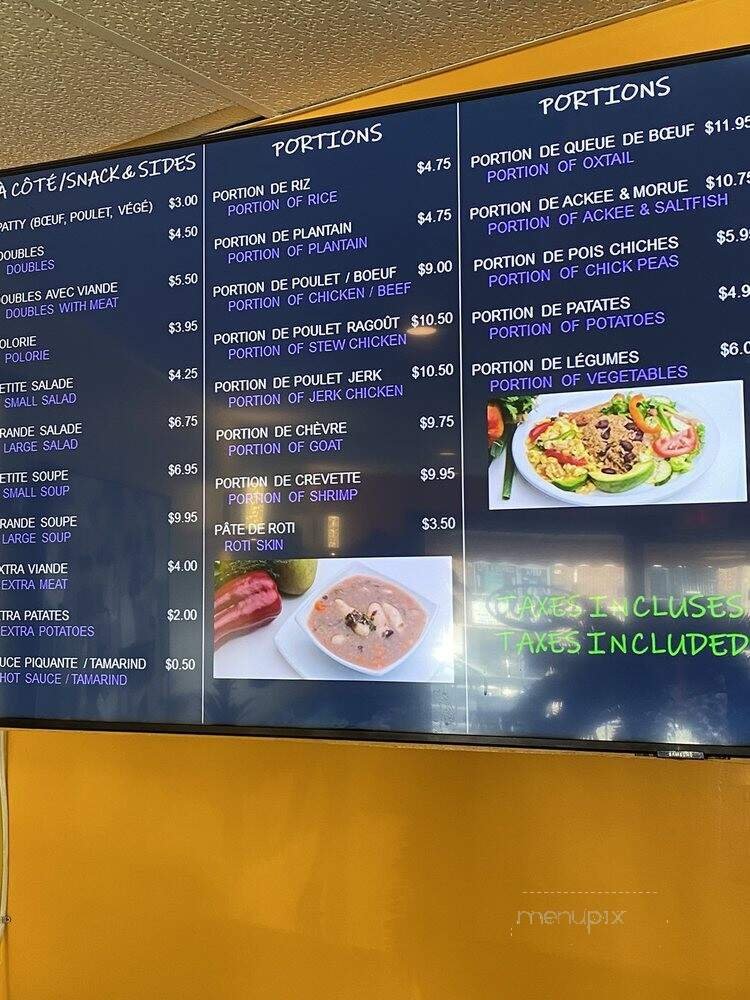 À CÔTÉ/SNACK & SIDES
PATTY (BŒUF, POULET, VÉGÉ) $3.00
DOUBLES $4.50
DOUBLES
DOUBLES AVEC VIANDE $5.50
DOUBLES WITH MEAT
OLORIE $3.95
POLORIE
ETITE SALADE $4.25
SMALL SALAD
RANDE SALADE $6.75
LARGE SALAD
ETITE SOUPE $6.95
SMALL SOUP
RANDE SOUPE $9.95
LARGE SOUP
XTRA VIANDE $4.00
EXTRA MEAT
TRA PATATES $2.00
EXTRA POTATOES
UCE PIQUANTE / TAMARIND $0.50
HOT SAUCE / TAMARIND
PORTIONS
PORTION DE RIZ $4.75
PORTION OF RICE
PORTION DE PLANTAIN $4.75
PORTION OF PLANTAIN
PORTION DE POULET / BOEUF $9.00
PORTION OF CHICKEN / BEEF
PORTION DE POULET RAGOÛT $10.50
PORTION OF STEW CHICKEN
PORTION DE POULET JERK $10.50
PORTION OF JERK CHICKEN
PORTION DE CHÈVRE $9.75
PORTION OF GOAT
PORTION DE CREVETTE $9.95
PORTION OF SHRIMP
PÂTE DE ROTI $3.50
ROTI SKIN
PORTIONS
PORTION DE QUEUE DE BŒUF $11.95
PORTION OF OXTAIL
PORTION DE ACKEE & MORUE $10.75
PORTION OF ACKEE & SALTFISH
PORTION DE POIS CHICHES $5.9
PORTION OF CHICK PEAS
PORTION DE PATATES $4.9
PORTION OF POTATOES
PORTION DE LÉGUMES $6.0
PORTION OF VEGETABLES
TAXES INCLUSES
TAXES INCLUDED
SAMSUNG
menupix